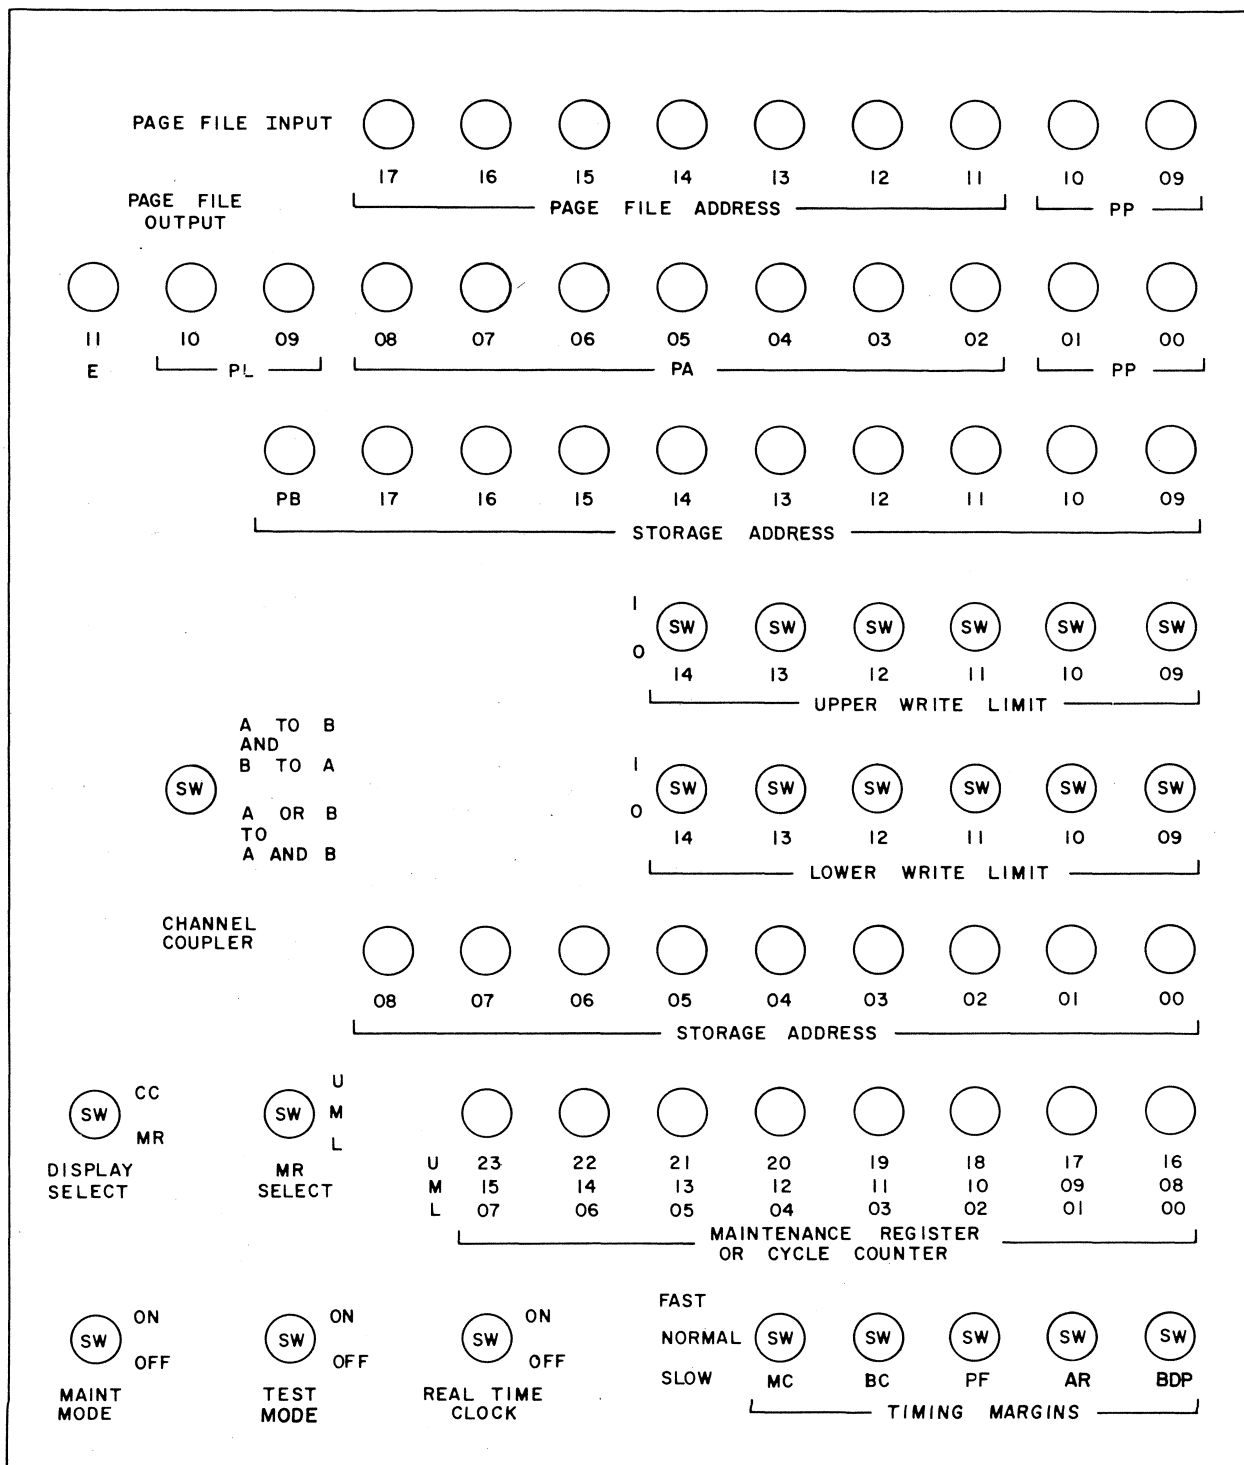 PAGE FILE INPUT
17 16 15 14 13 12 11 10 09
PAGE FILE ADDRESS PP
PAGE FILE
OUTPUT
11 10 09 08 07 06 05 04 03 02 01 00
E PL PA PP
PB 17 16 15 14 13 12 11 10 09
STORAGE ADDRESS
1
SW SW SW SW SW SW
0
14 13 12 11 10 09
UPPER WRITE LIMIT
A TO B
AND
B TO A
SW
A OR B
TO
A AND B
1
SW SW SW SW SW SW
0
14 13 12 11 10 09
LOWER WRITE LIMIT
CHANNEL
COUPLER
08 07 06 05 04 03 02 01 00
STORAGE ADDRESS
CC
SW
MR
DISPLAY
SELECT
U
SW M
L
MR
SELECT
U 23 22 21 20 19 18 17 16
M 15 14 13 12 11 10 09 08
L 07 06 05 04 03 02 01 00
MAINTENANCE REGISTER
OR CYCLE COUNTER
ON
SW
OFF
MAINT
MODE
ON
SW
OFF
TEST
MODE
ON
SW
OFF
REAL TIME
CLOCK
FAST
NORMAL SW SW SW SW SW
SLOW MC BC PF AR BDP
TIMING MARGINS